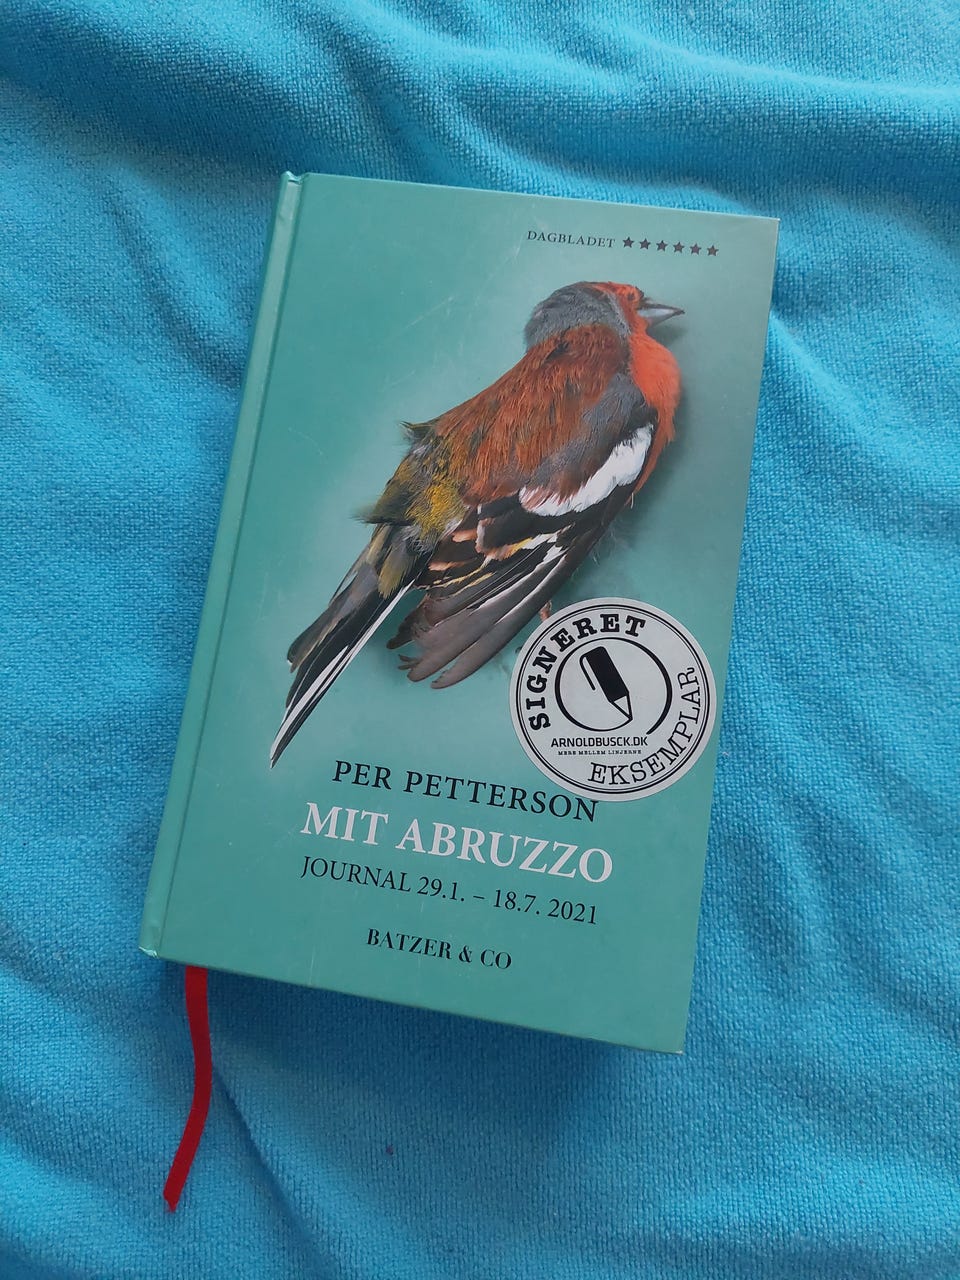 DAGBLADET ★★★★★★
SIGNERET
ARNOLDBUSCK.DK
MERE MELLEM LINJERNE
EKSEMPLAR
PER PETTERSON
MIT ABRUZZO
JOURNAL 29.1. – 18.7. 2021
BATZER & CO